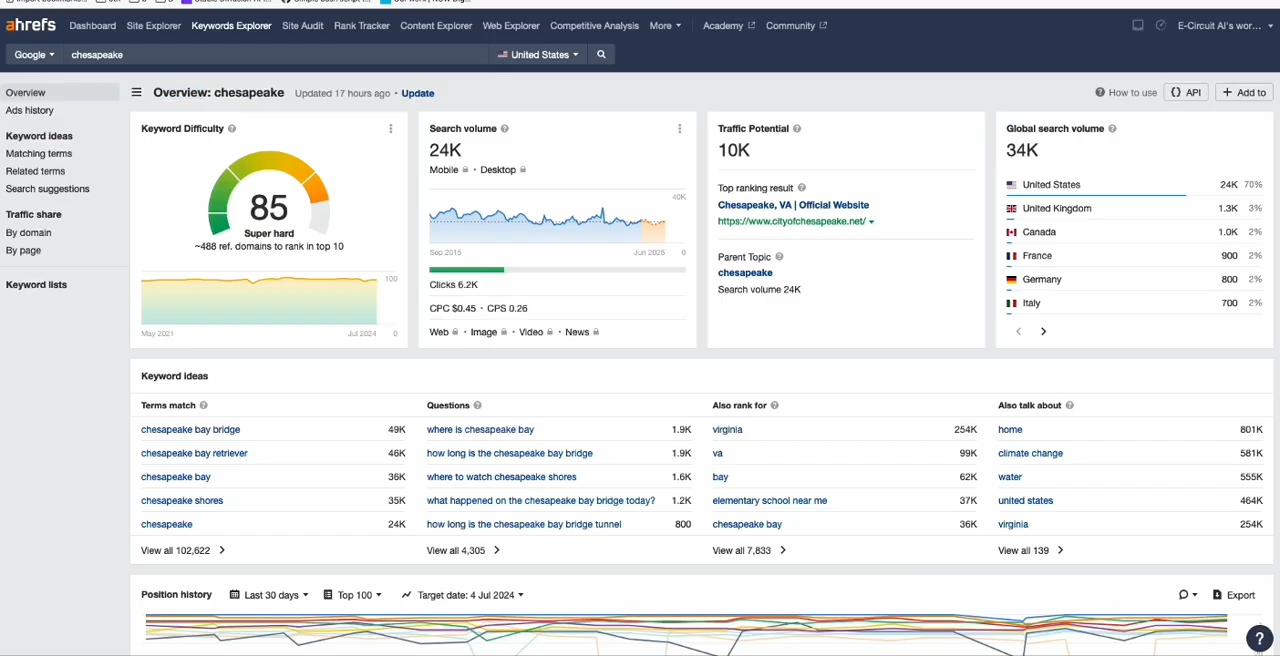 ahrefs Dashboard Site Explorer Keywords Explorer Site Audit Rank Tracker Content Explorer Web Explorer Competitive Analysis More Academy Community E-Circuit AI's wor...
Google chesapeake United States
Overview
Ads history
Keyword ideas
Matching terms
Related terms
Search suggestions
Traffic share
By domain
By page
Keyword lists
Overview: chesapeake Updated 17 hours ago • Update
How to use API Add to
Keyword Difficulty
85
Super hard
~488 ref. domains to rank in top 10
100
May 2021 Jul 2024 0
Search volume
24K
Mobile • Desktop
40K
Sep 2015 Jun 2025 0
Clicks 6.2K
CPC $0.45 • CPS 0.26
Web • Image • Video • News
Traffic Potential
10K
Top ranking result
Chesapeake, VA | Official Website
https://www.cityofchesapeake.net/
Parent Topic
chesapeake
Search volume 24K
Global search volume
34K
United States 24K 70%
United Kingdom 1.3K 3%
Canada 1.0K 2%
France 900 2%
Germany 800 2%
Italy 700 2%
Keyword ideas
Terms match
chesapeake bay bridge 49K
chesapeake bay retriever 46K
chesapeake bay 36K
chesapeake shores 35K
chesapeake 24K
View all 102,622
Questions
where is chesapeake bay 1.9K
how long is the chesapeake bay bridge 1.9K
where to watch chesapeake shores 1.6K
what happened on the chesapeake bay bridge today? 1.2K
how long is the chesapeake bay bridge tunnel 800
View all 4,305
Also rank for
virginia 254K
va 99K
bay 62K
elementary school near me 37K
chesapeake bay 36K
View all 7,833
Also talk about
home 801K
climate change 581K
water 555K
united states 464K
virginia 254K
View all 139
Position history Last 30 days Top 100 Target date: 4 Jul 2024 Export
?